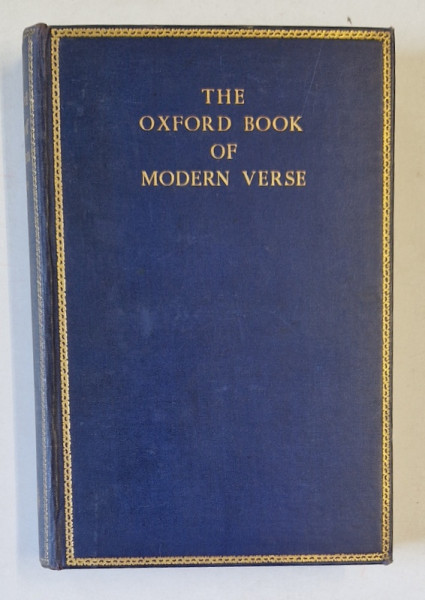 THE
OXFORD BOOK
OF
MODERN VERSE